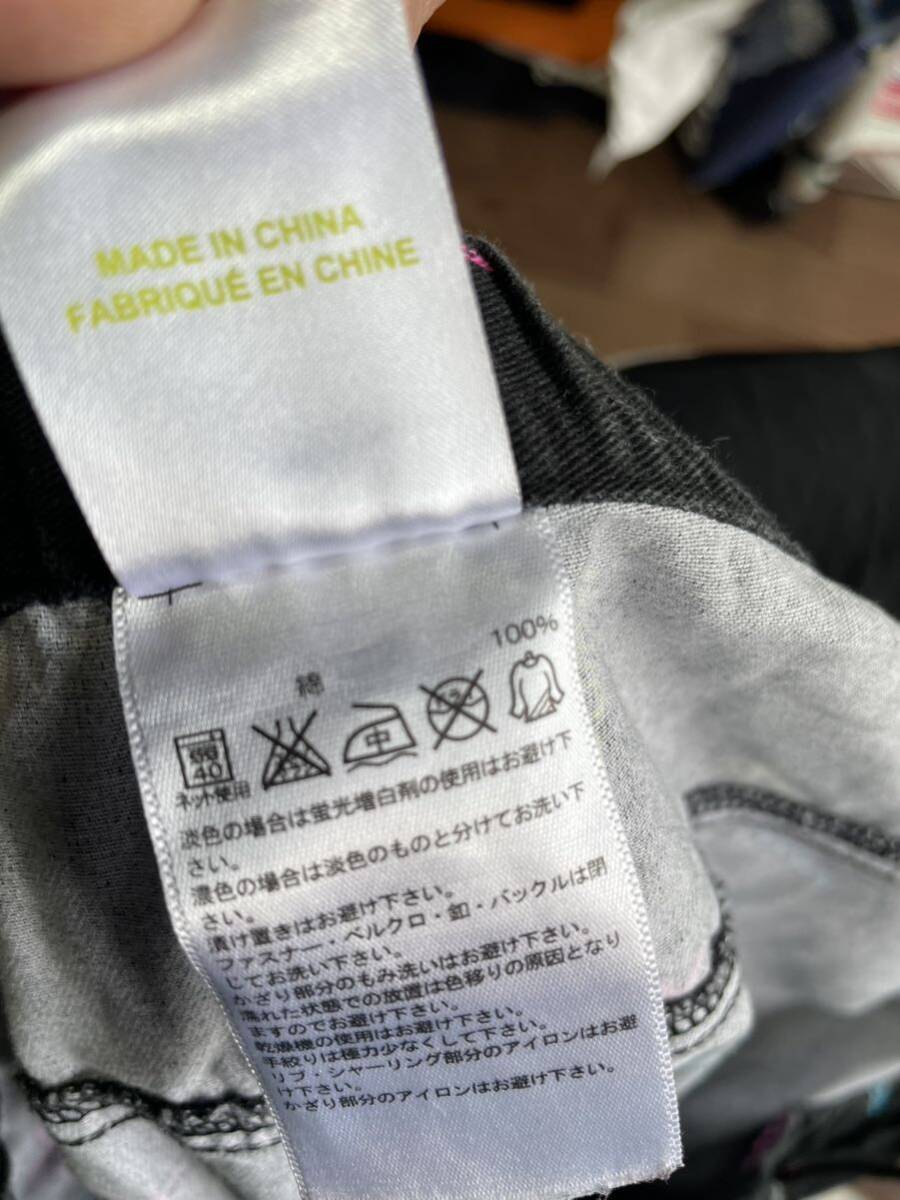 MADE IN CHINA
FABRIQUÉ EN CHINE
綿 100%
弱 40 エンソ 中
ネット使用
淡色の場合は蛍光増白剤の使用はお避け下
さい。
濃色の場合は淡色のものと分けてお洗い下
さい。
漬け置きはお避け下さい。
ファスナー・ベルクロ・釦・バックルは閉
じてお洗い下さい。
かざり部分のもみ洗いはお避け下さい。
濡れた状態での放置は色移りの原因となり
ますのでお避け下さい。
乾燥機の使用はお避け下さい。
手絞りは極力少なくして下さい。
リブ・シャーリング部分のアイロンはお避
け下さい。
かざり部分のアイロンはお避け下さい。